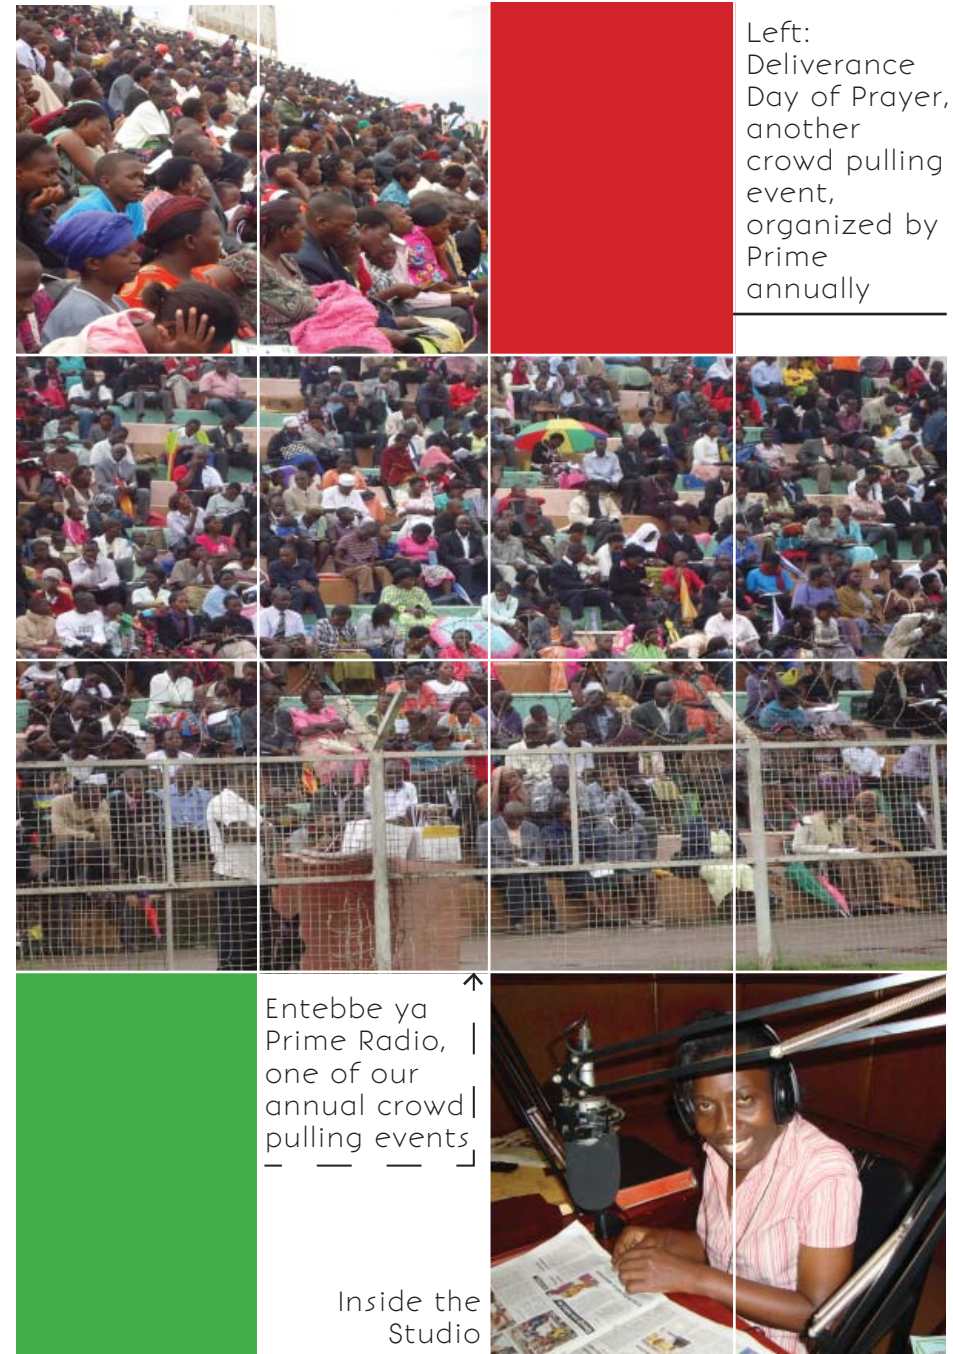 Left:
Deliverance
Day of Prayer,
another
crowd pulling
event,
organized by
Prime
annually
Entebbe ya
Prime Radio,
one of our
annual crowd
pulling events
Inside the
Studio